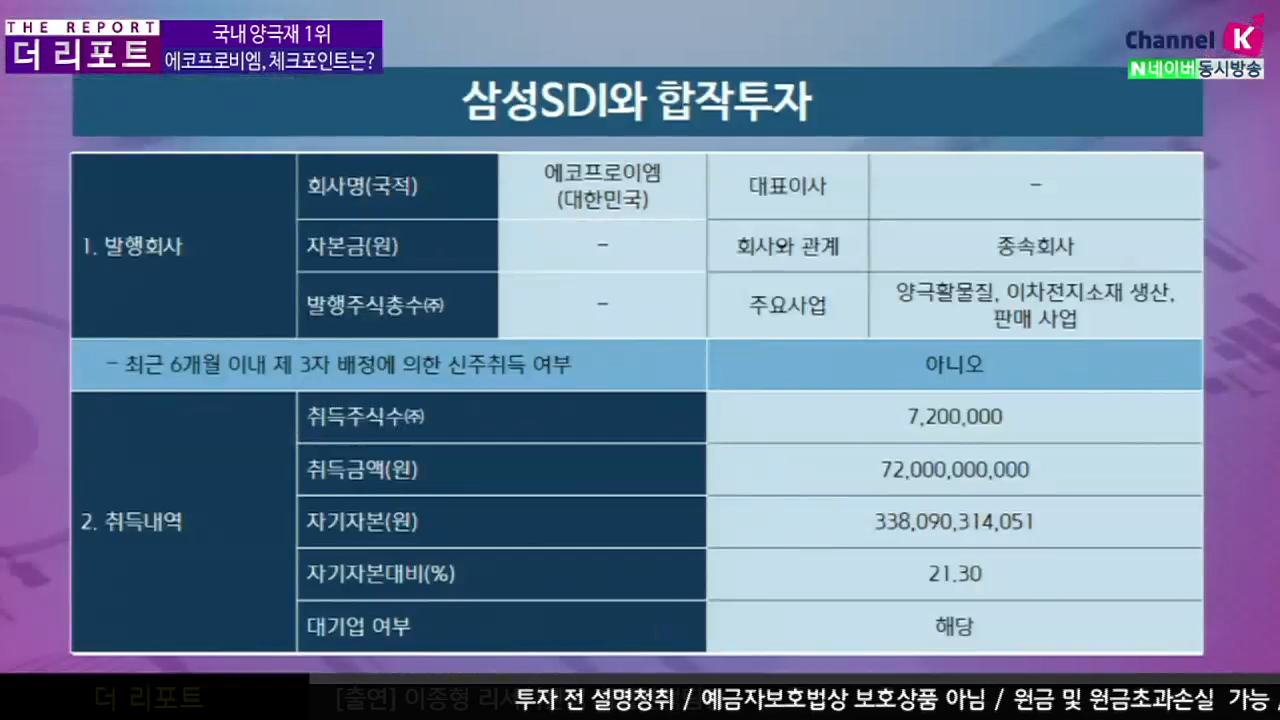 THE REPORT
더 리포트
국내 양극재 1위
에코프로비엠, 체크포인트는?
Channel K
N 네이버 동시방송
삼성SDI와 합작투자
1. 발행회사
회사명(국적)
에코프로이엠
(대한민국)
대표이사
-
자본금(원)
-
회사와 관계
종속회사
발행주식총수㈜
-
주요사업
양극활물질, 이차전지소재 생산,
판매 사업
- 최근 6개월 이내 제 3자 배정에 의한 신주취득 여부
아니오
2. 취득내역
취득주식수㈜
7,200,000
취득금액(원)
72,000,000,000
자기자본(원)
338,090,314,051
자기자본대비(%)
21.30
대기업 여부
해당
더 리포트
[출연] 이종형
투자 전 설명청취 / 예금자보호법상 보호상품 아님 / 원금 및 원금초과손실 가능 /